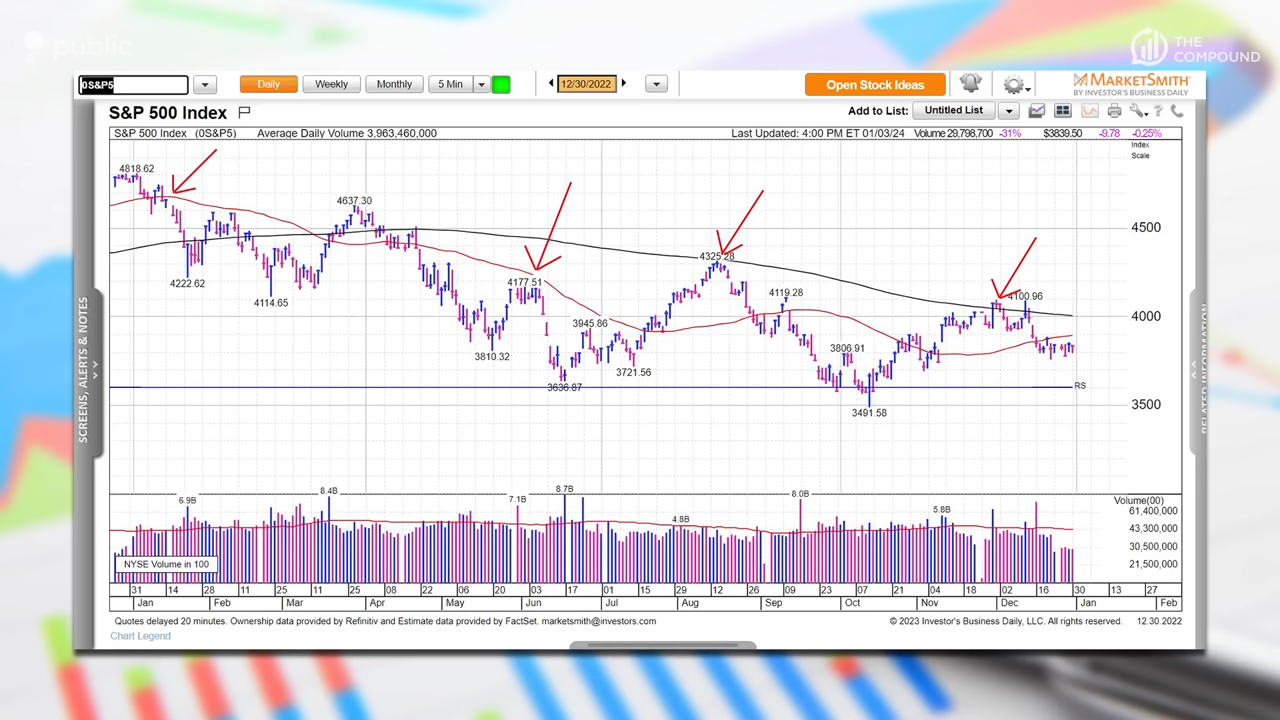 public
THE
COMPOUND
0S&P5
Daily
Weekly
Monthly
5 Min
12/30/2022
Open Stock Ideas
MARKETSMITH
BY INVESTOR'S BUSINESS DAILY
S&P 500 Index
Add to List:
Untitled List
S&P 500 Index (0S&P5) Average Daily Volume 3,963,460,000
Last Updated: 4:00 PM ET 01/03/24 Volume 29,798,700 -31% $3839.50 -9.78 -0.25%
Index
Scale
4818.62
4637.30
4500
4325.28
4222.62
4177.51
4119.28
4114.65
4100.96
4000
3945.86
3810.32
3806.91
3721.56
3636.87
RS
3500
3491.58
SCREENS, ALERTS & NOTES
RELATED INFORMATION
Volume(00)
6.9B
8.4B
7.1B
8.7B
4.8B
8.0B
5.8B
61,400,000
43,300,000
30,500,000
21,500,000
NYSE Volume in 100
31 14 28 11 25 11 25 08 22 06 20 03 17 01 15 29 12 26 09 23 07 21 04 18 02 16 30 13 27
Jan Feb Mar Apr May Jun Jul Aug Sep Oct Nov Dec Jan Feb
Quotes delayed 20 minutes. Ownership data provided by Refinitiv and Estimate data provided by FactSet. marketsmith@investors.com
© 2023 Investor's Business Daily, LLC. All rights reserved. 12.30.2022
Chart Legend